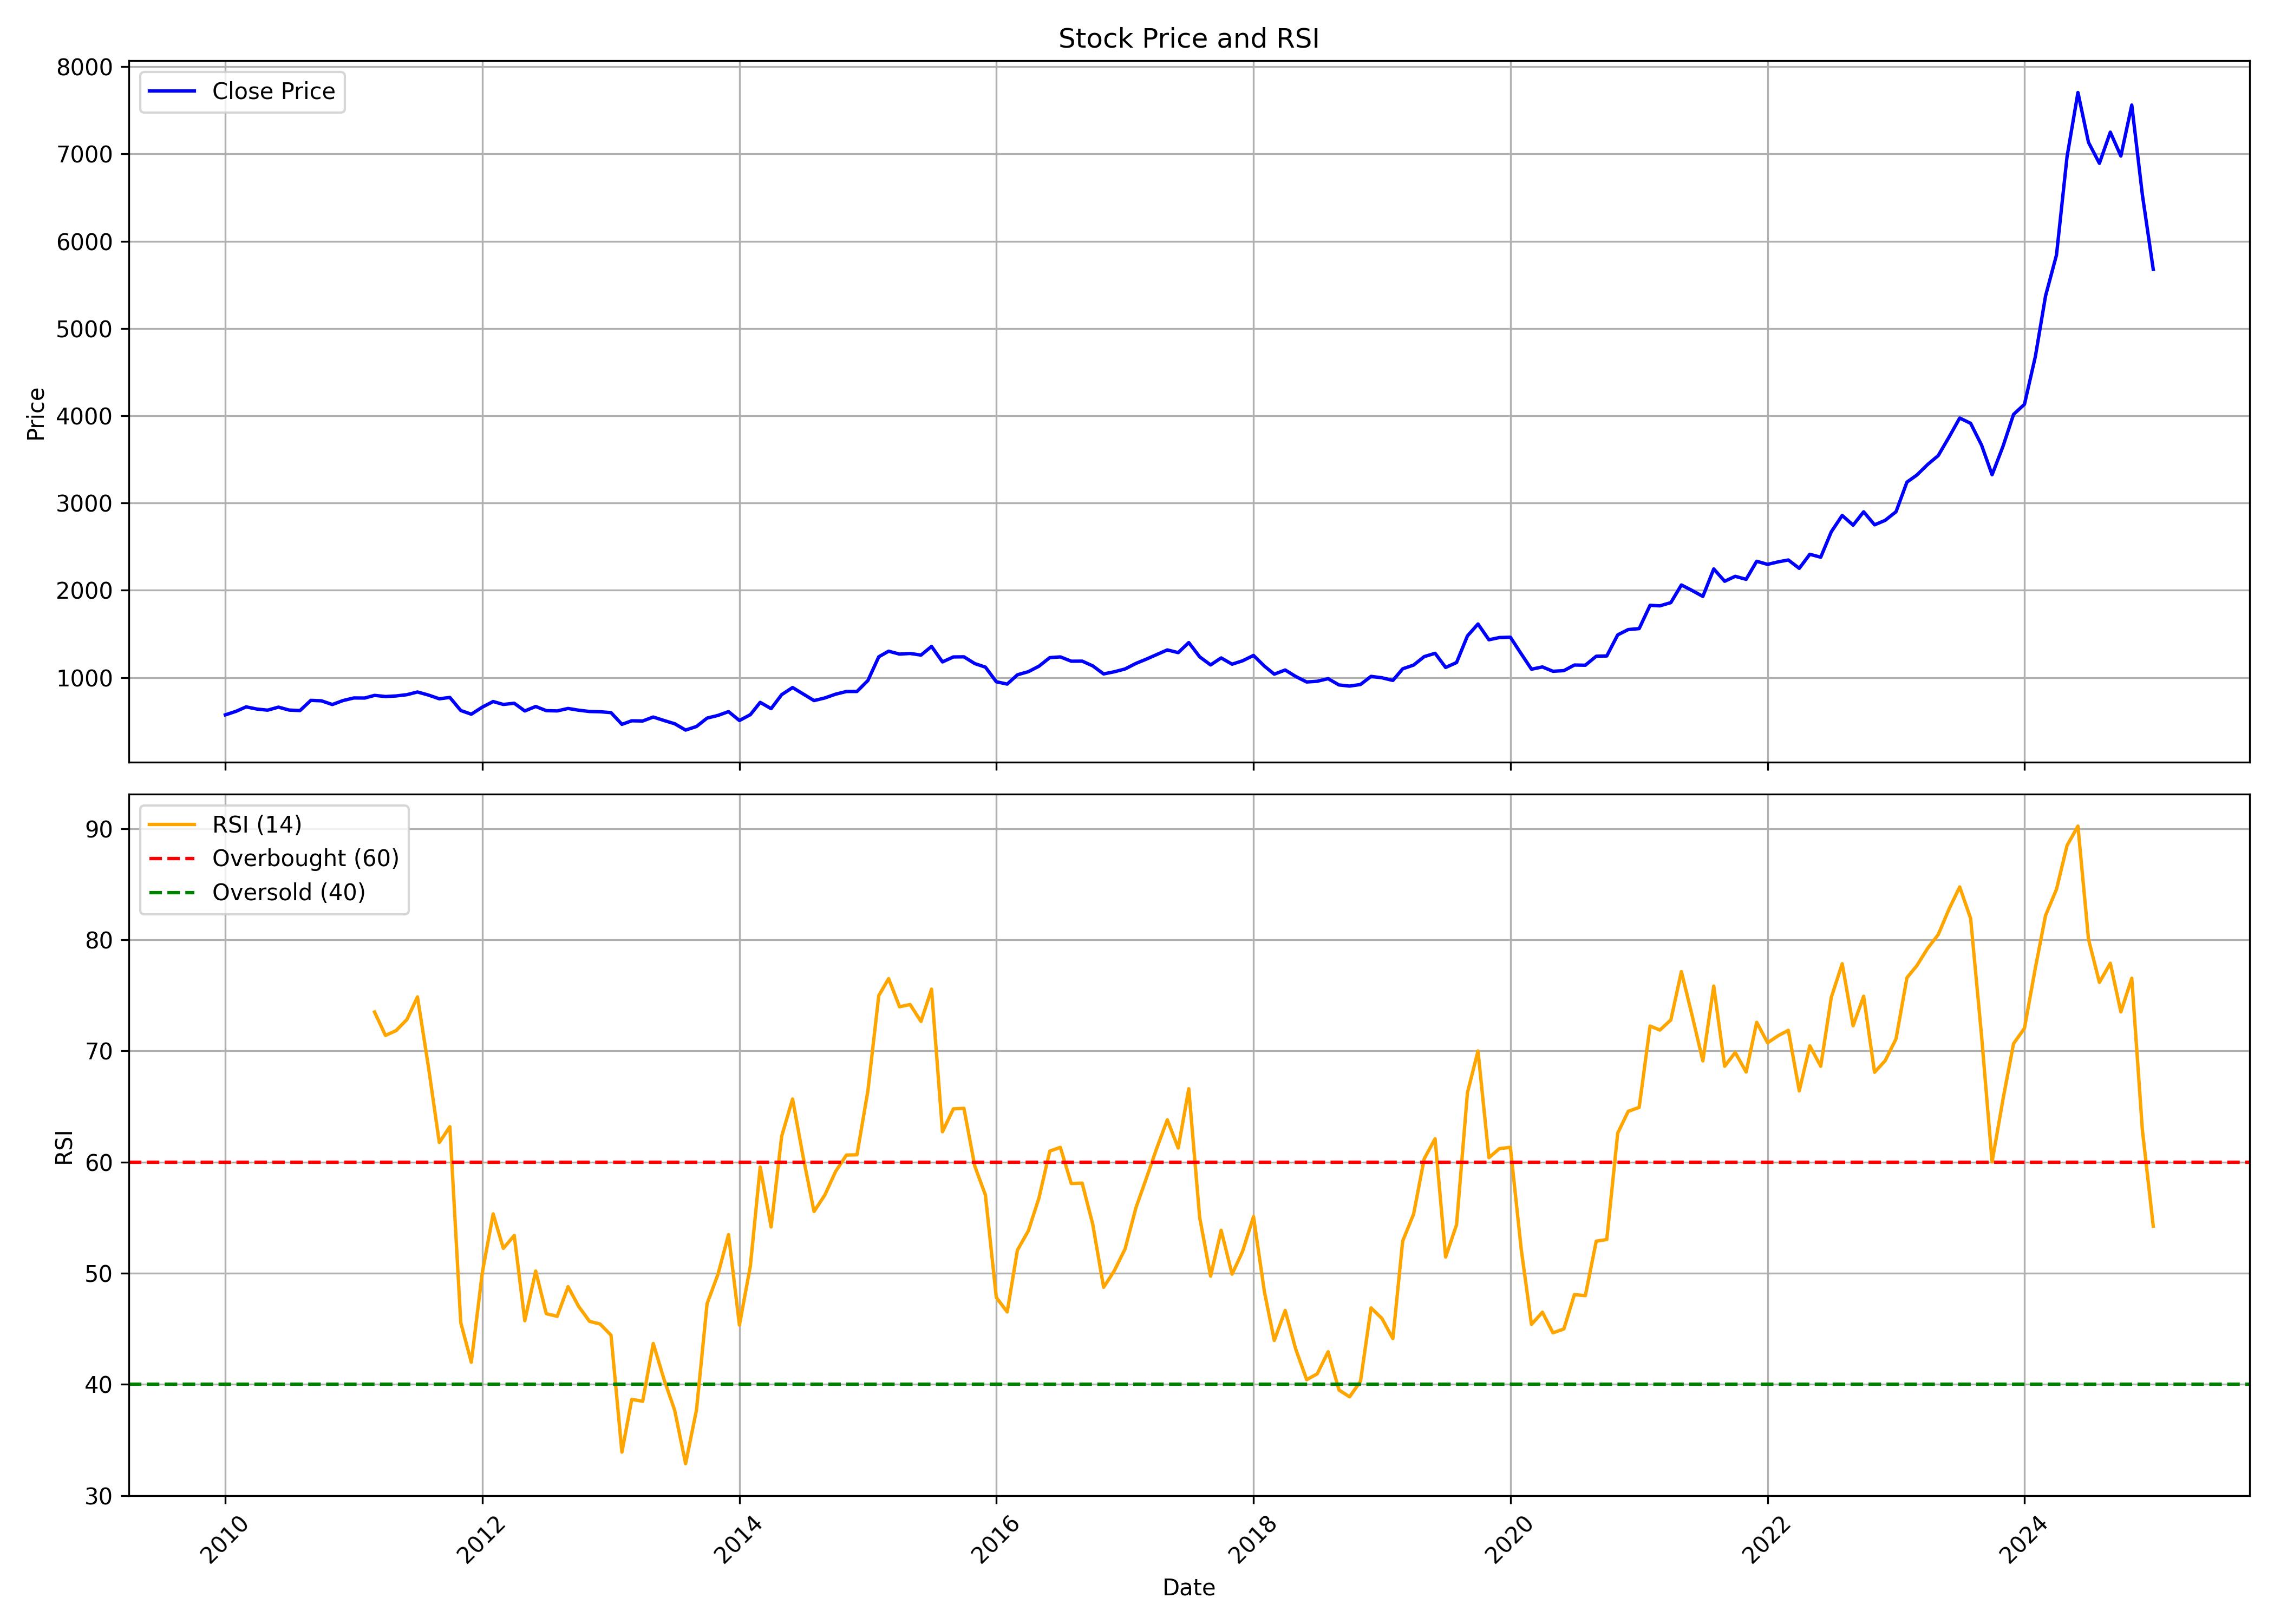 Stock Price and RSI
8000
7000
6000
5000
4000
3000
2000
1000
Price
Close Price
90
80
70
60
50
40
30
RSI
RSI (14)
Overbought (60)
Oversold (40)
2010
2012
2014
2016
2018
2020
2022
2024
Date